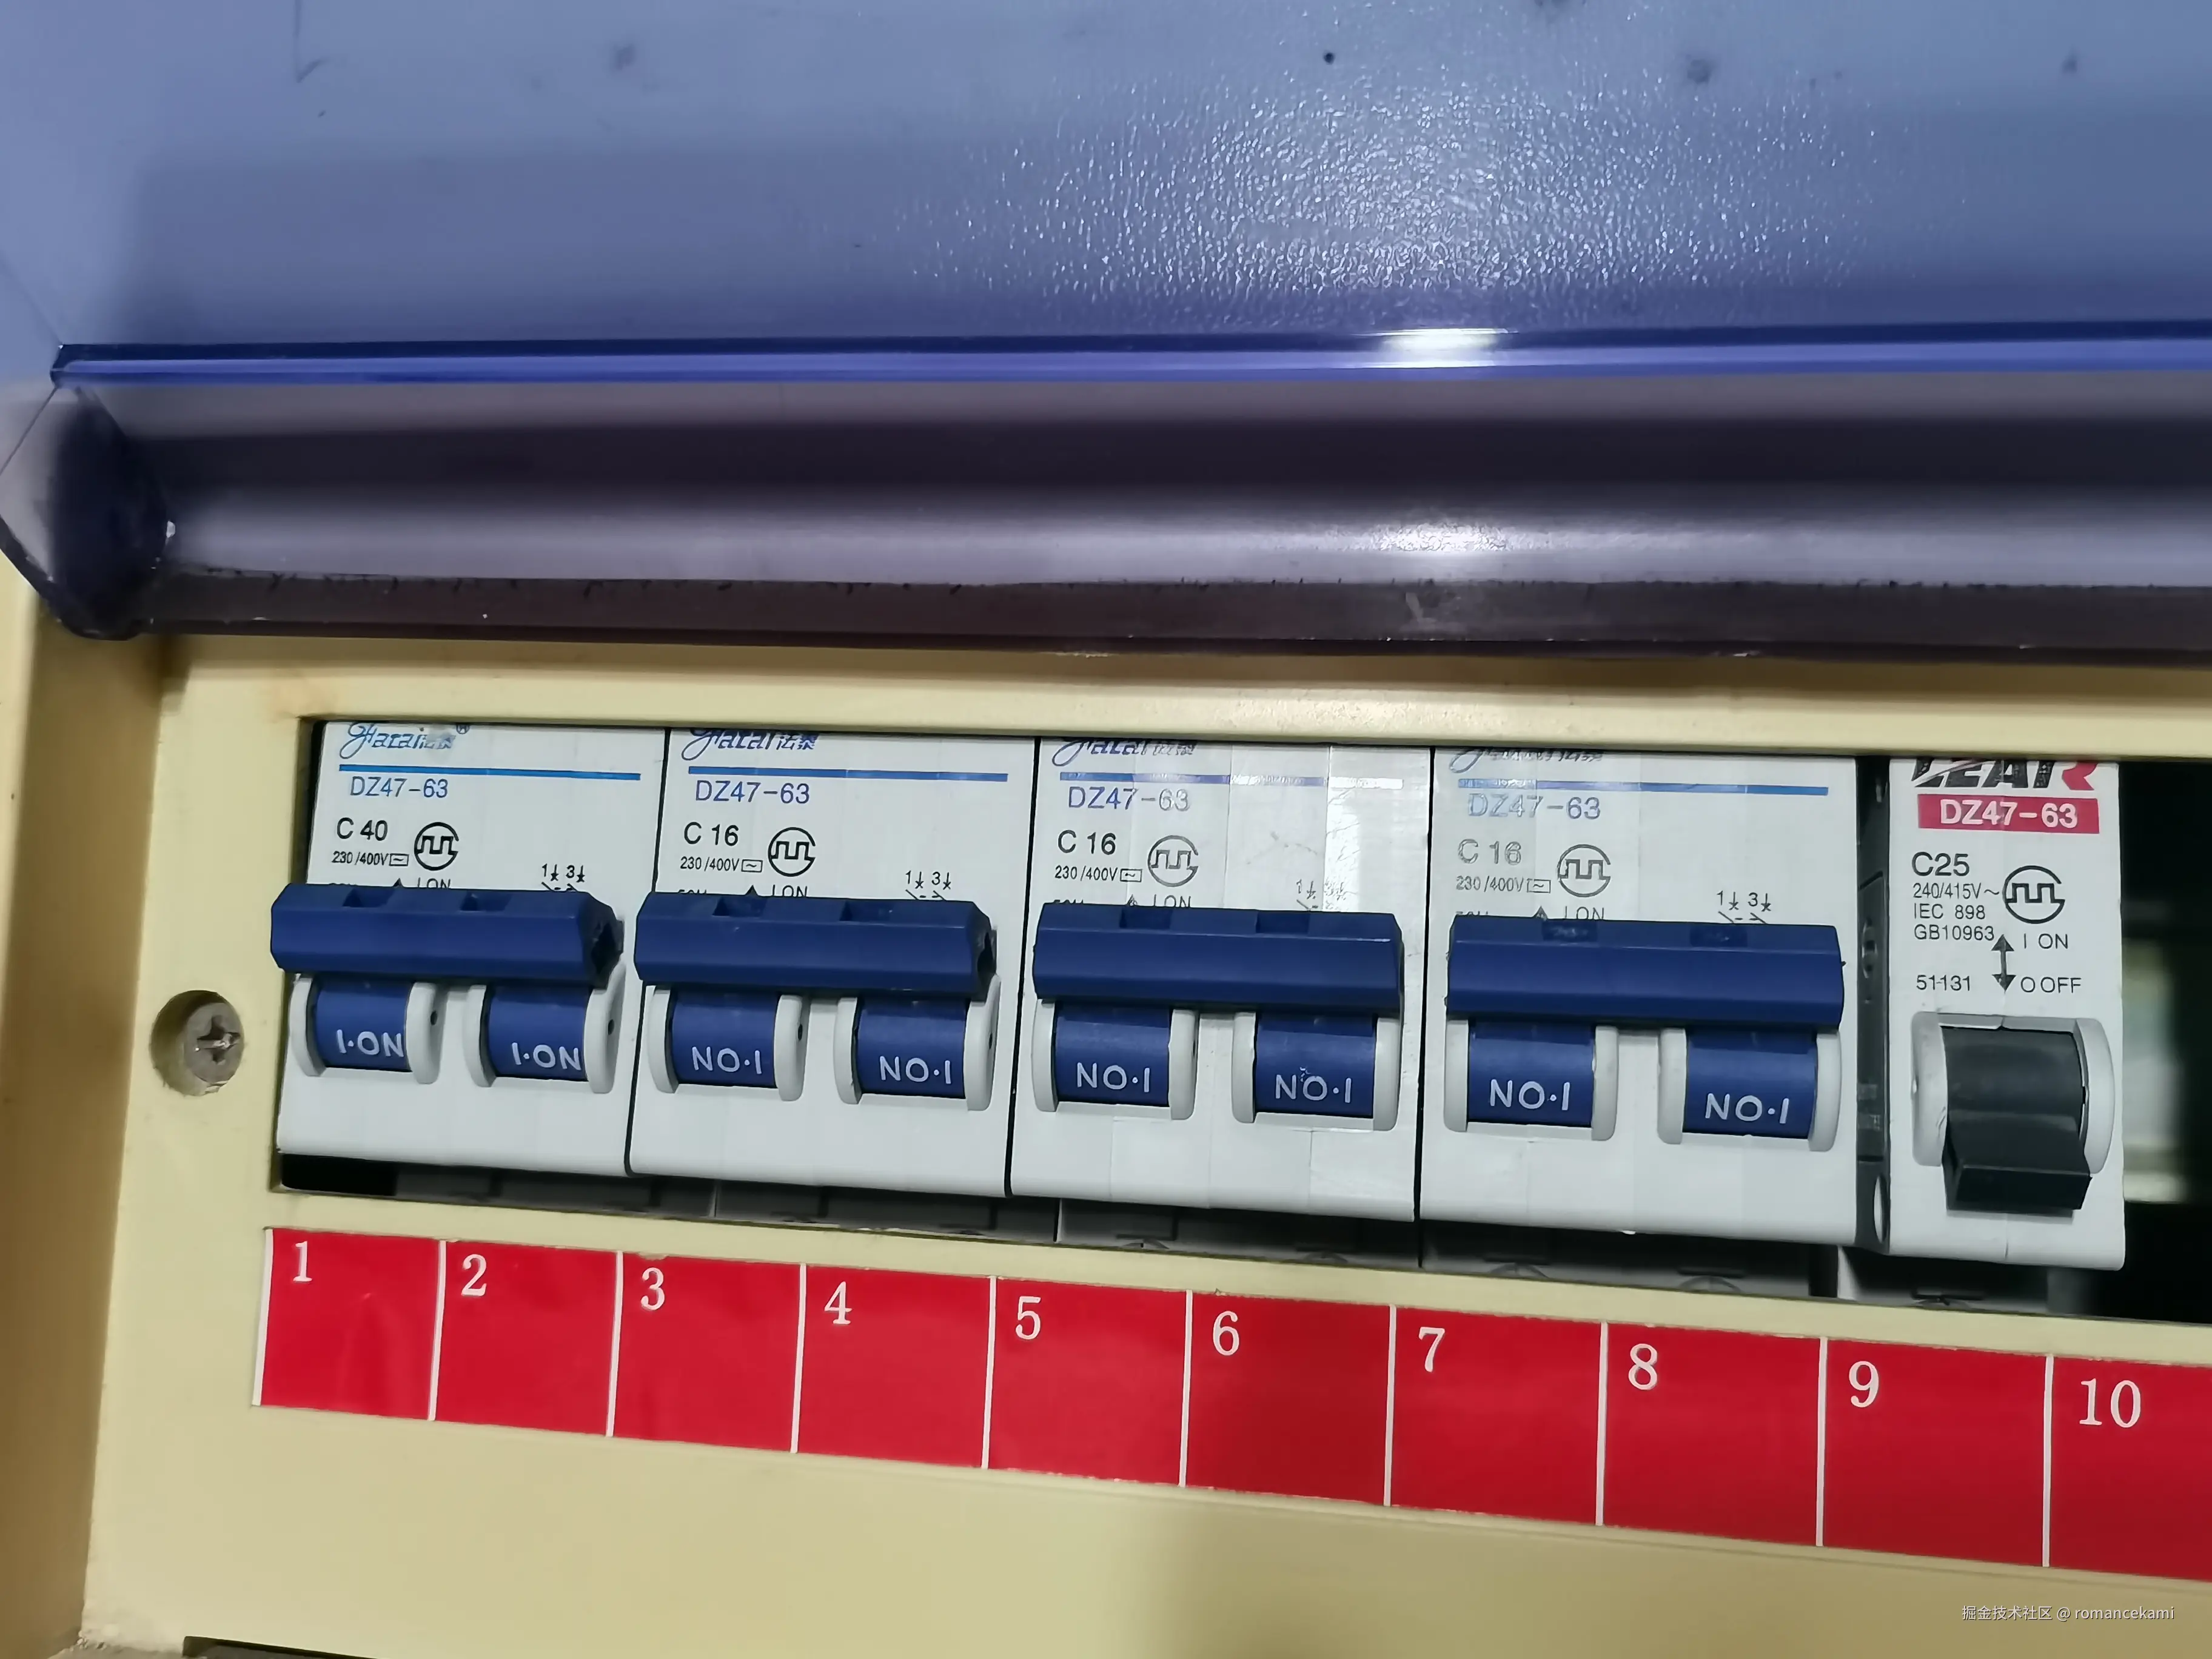 DZ47-63
C 40
230/400V
I ON
1 3
I·ON
I·ON
DZ47-63
C 16
230/400V
I ON
1 3
NO·I
NO·I
DZ47-63
C 16
230/400V
I ON
NO·I
NO·I
DZ47-63
C 16
230/400V
I ON
1 3
NO·I
NO·I
DZ47-63
C25
240/415V~
IEC 898
GB10963
I ON
51131
O OFF
1
2
3
4
5
6
7
8
9
10
掘金技术社区 @ romancekami